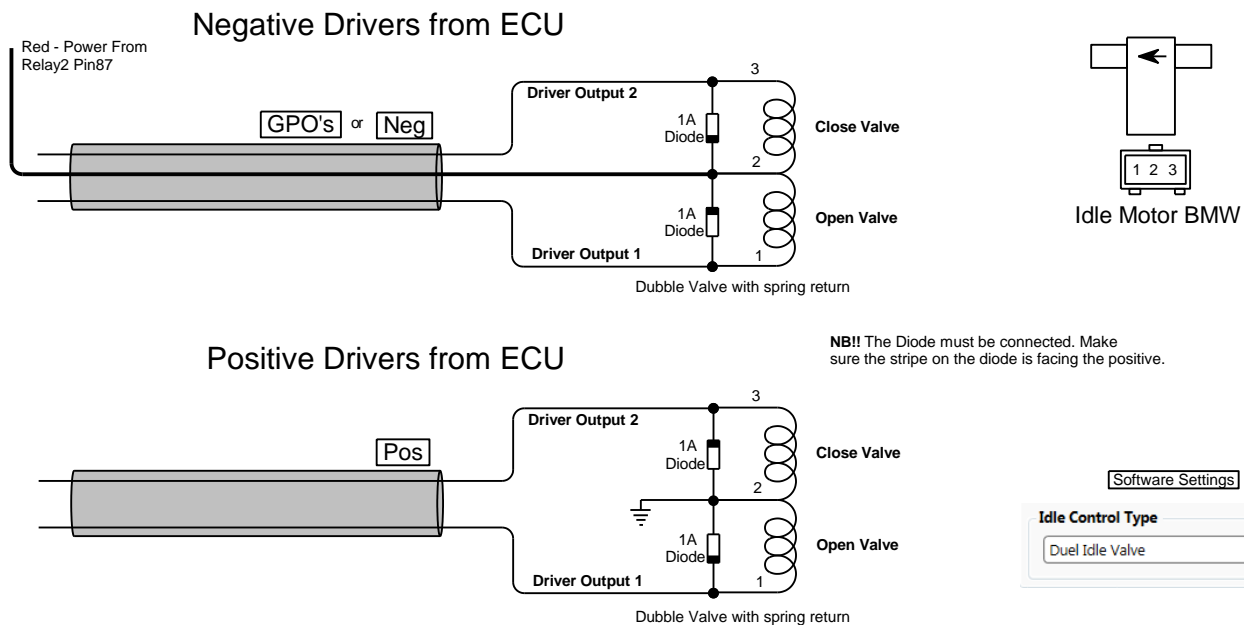 Negative Drivers from ECU
Red - Power From
Relay2 Pin87
GPO's or Neg
Driver Output 2
3
1A
Diode
Close Valve
2
1A
Diode
Open Valve
Driver Output 1
1
Dubble Valve with spring return
1 2 3
Idle Motor BMW
Positive Drivers from ECU
NB!! The Diode must be connected. Make
sure the stripe on the diode is facing the positive.
Pos
Driver Output 2
3
1A
Diode
Close Valve
2
1A
Diode
Open Valve
Driver Output 1
1
Dubble Valve with spring return
Software Settings
Idle Control Type
Duel Idle Valve